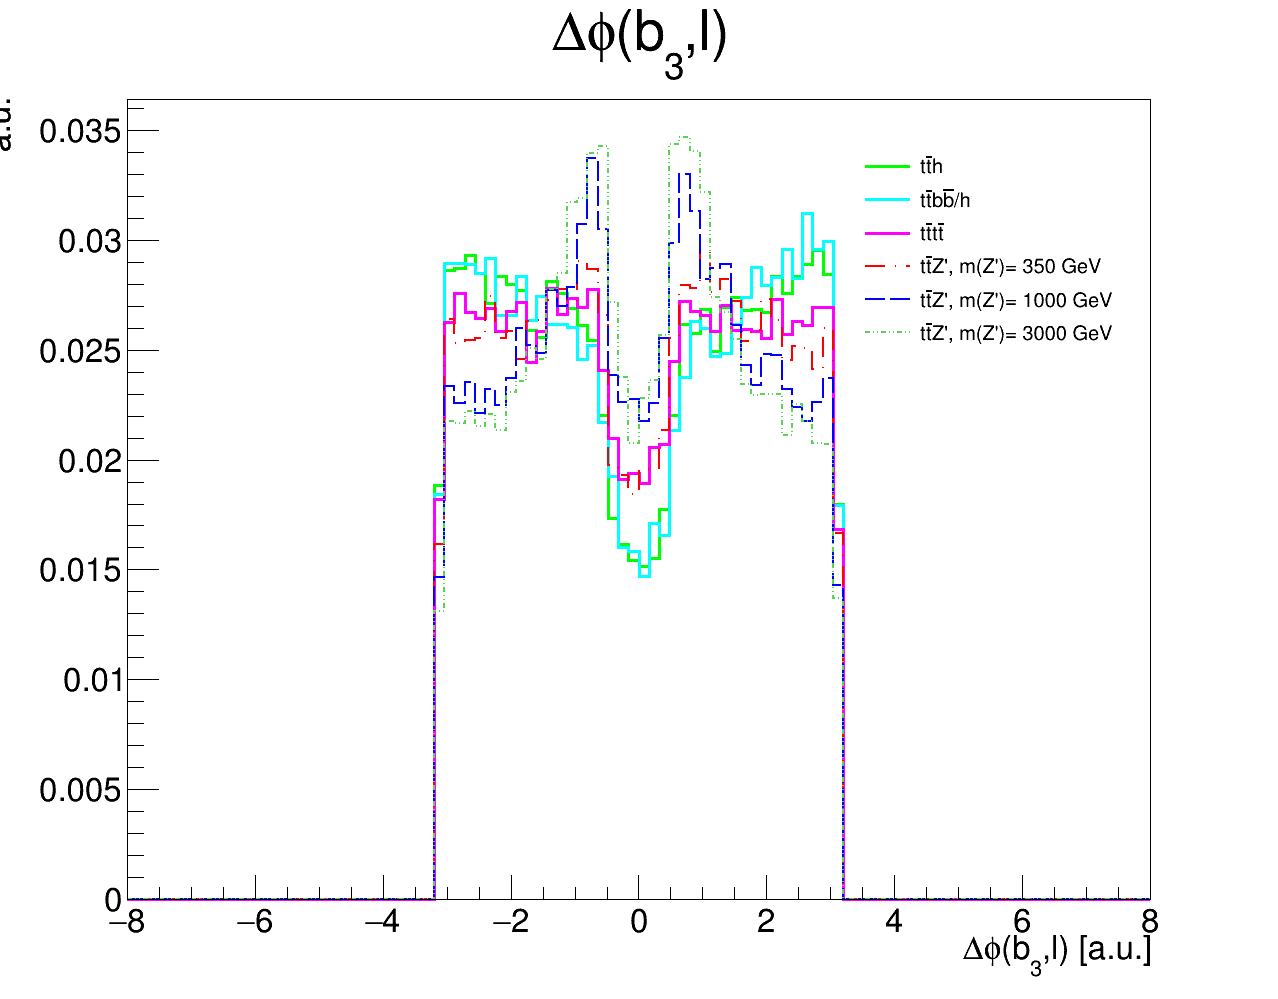 Δϕ(b₃,l)
a.u.
0.035
0.03
0.025
0.02
0.015
0.01
0.005
0
tt̄h
tt̄bb̄/h
tt̄tt̄
tt̄Z', m(Z')= 350 GeV
tt̄Z', m(Z')= 1000 GeV
tt̄Z', m(Z')= 3000 GeV
−8 −6 −4 −2 0 2 4 6 8
Δϕ(b₃,l) [a.u.]